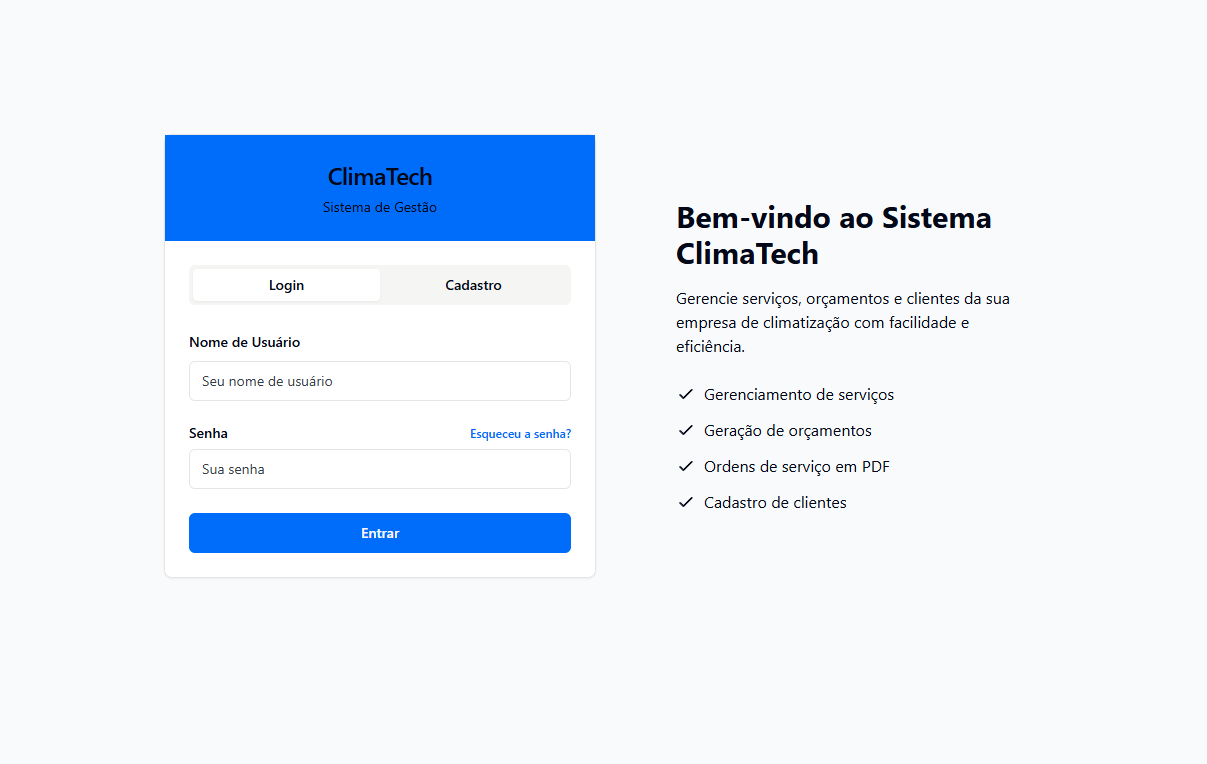 ClimaTech
Sistema de Gestão
Login
Cadastro
Nome de Usuário
Seu nome de usuário
Senha
Esqueceu a senha?
Sua senha
Entrar
Bem-vindo ao Sistema
ClimaTech
Gerencie serviços, orçamentos e clientes da sua
empresa de climatização com facilidade e
eficiência.
Gerenciamento de serviços
Geração de orçamentos
Ordens de serviço em PDF
Cadastro de clientes